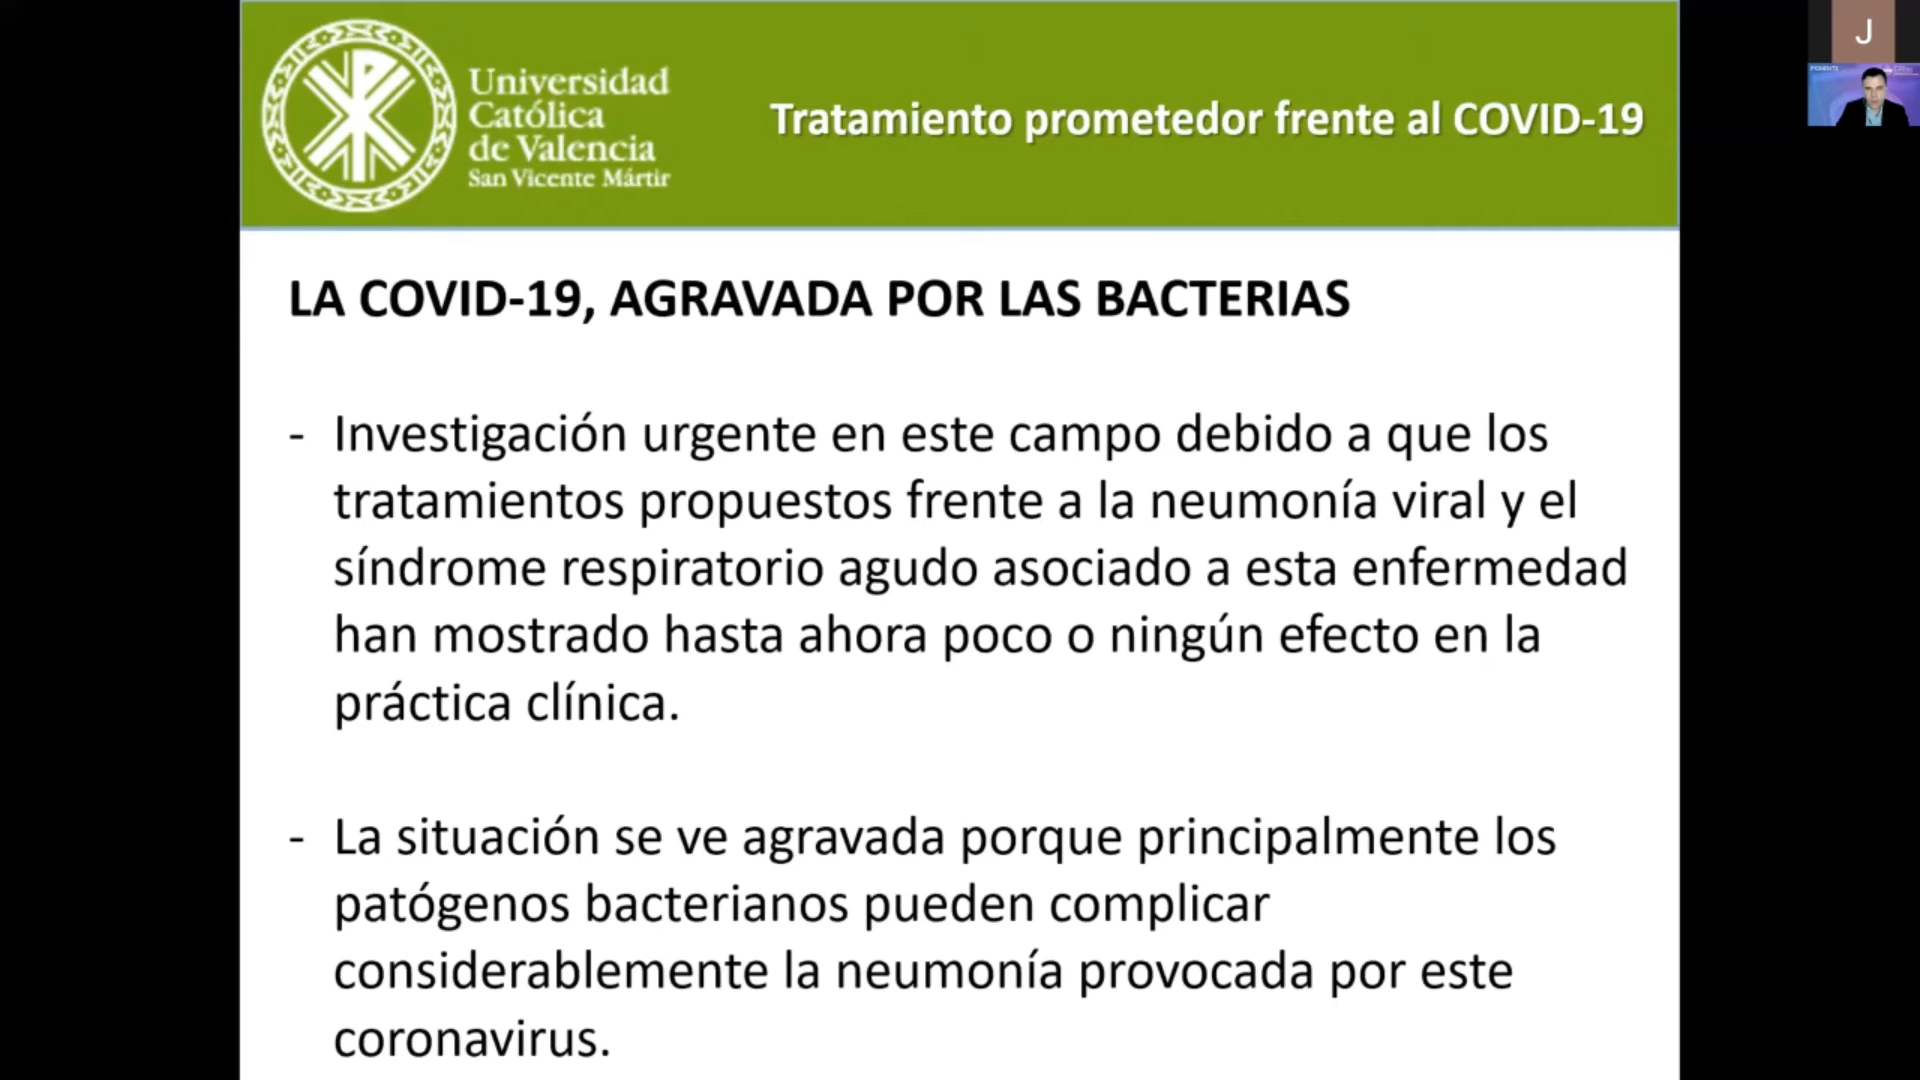 Universidad
Católica
de Valencia
San Vicente Mártir
Tratamiento prometedor frente al COVID-19
J
PONENTE
LA COVID-19, AGRAVADA POR LAS BACTERIAS
- Investigación urgente en este campo debido a que los
tratamientos propuestos frente a la neumonía viral y el
síndrome respiratorio agudo asociado a esta enfermedad
han mostrado hasta ahora poco o ningún efecto en la
práctica clínica.
- La situación se ve agravada porque principalmente los
patógenos bacterianos pueden complicar
considerablemente la neumonía provocada por este
coronavirus.